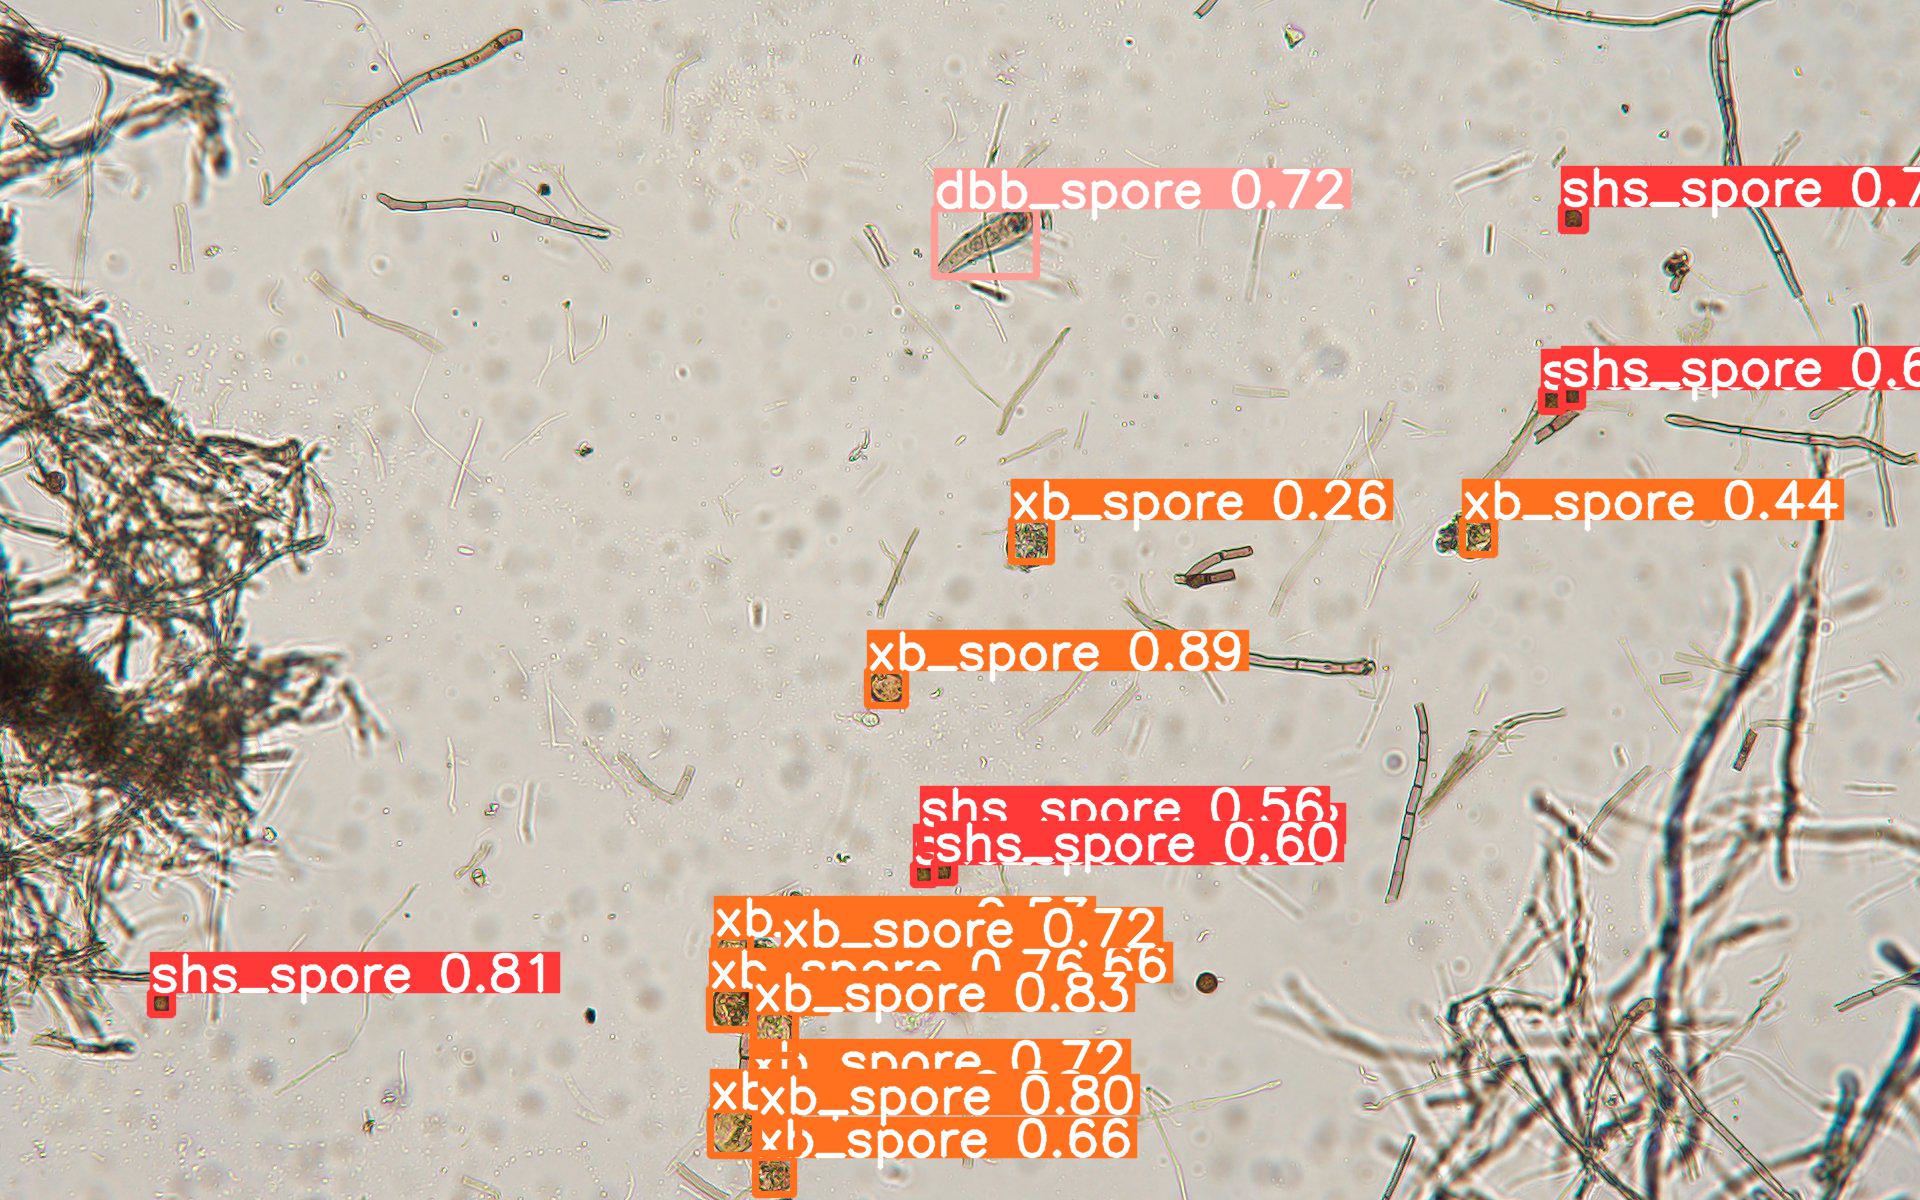 dbb_spore 0.72
shs_spore 0.7
shs_spore 0.6
xb_spore 0.26
xb_spore 0.44
xb_spore 0.89
shs_spore 0.56
shs_spore 0.60
xb_spore 0.72
shs_spore 0.81
xb_spore 0.83
xb_spore 0.72
xb_spore 0.80
xb_spore 0.66